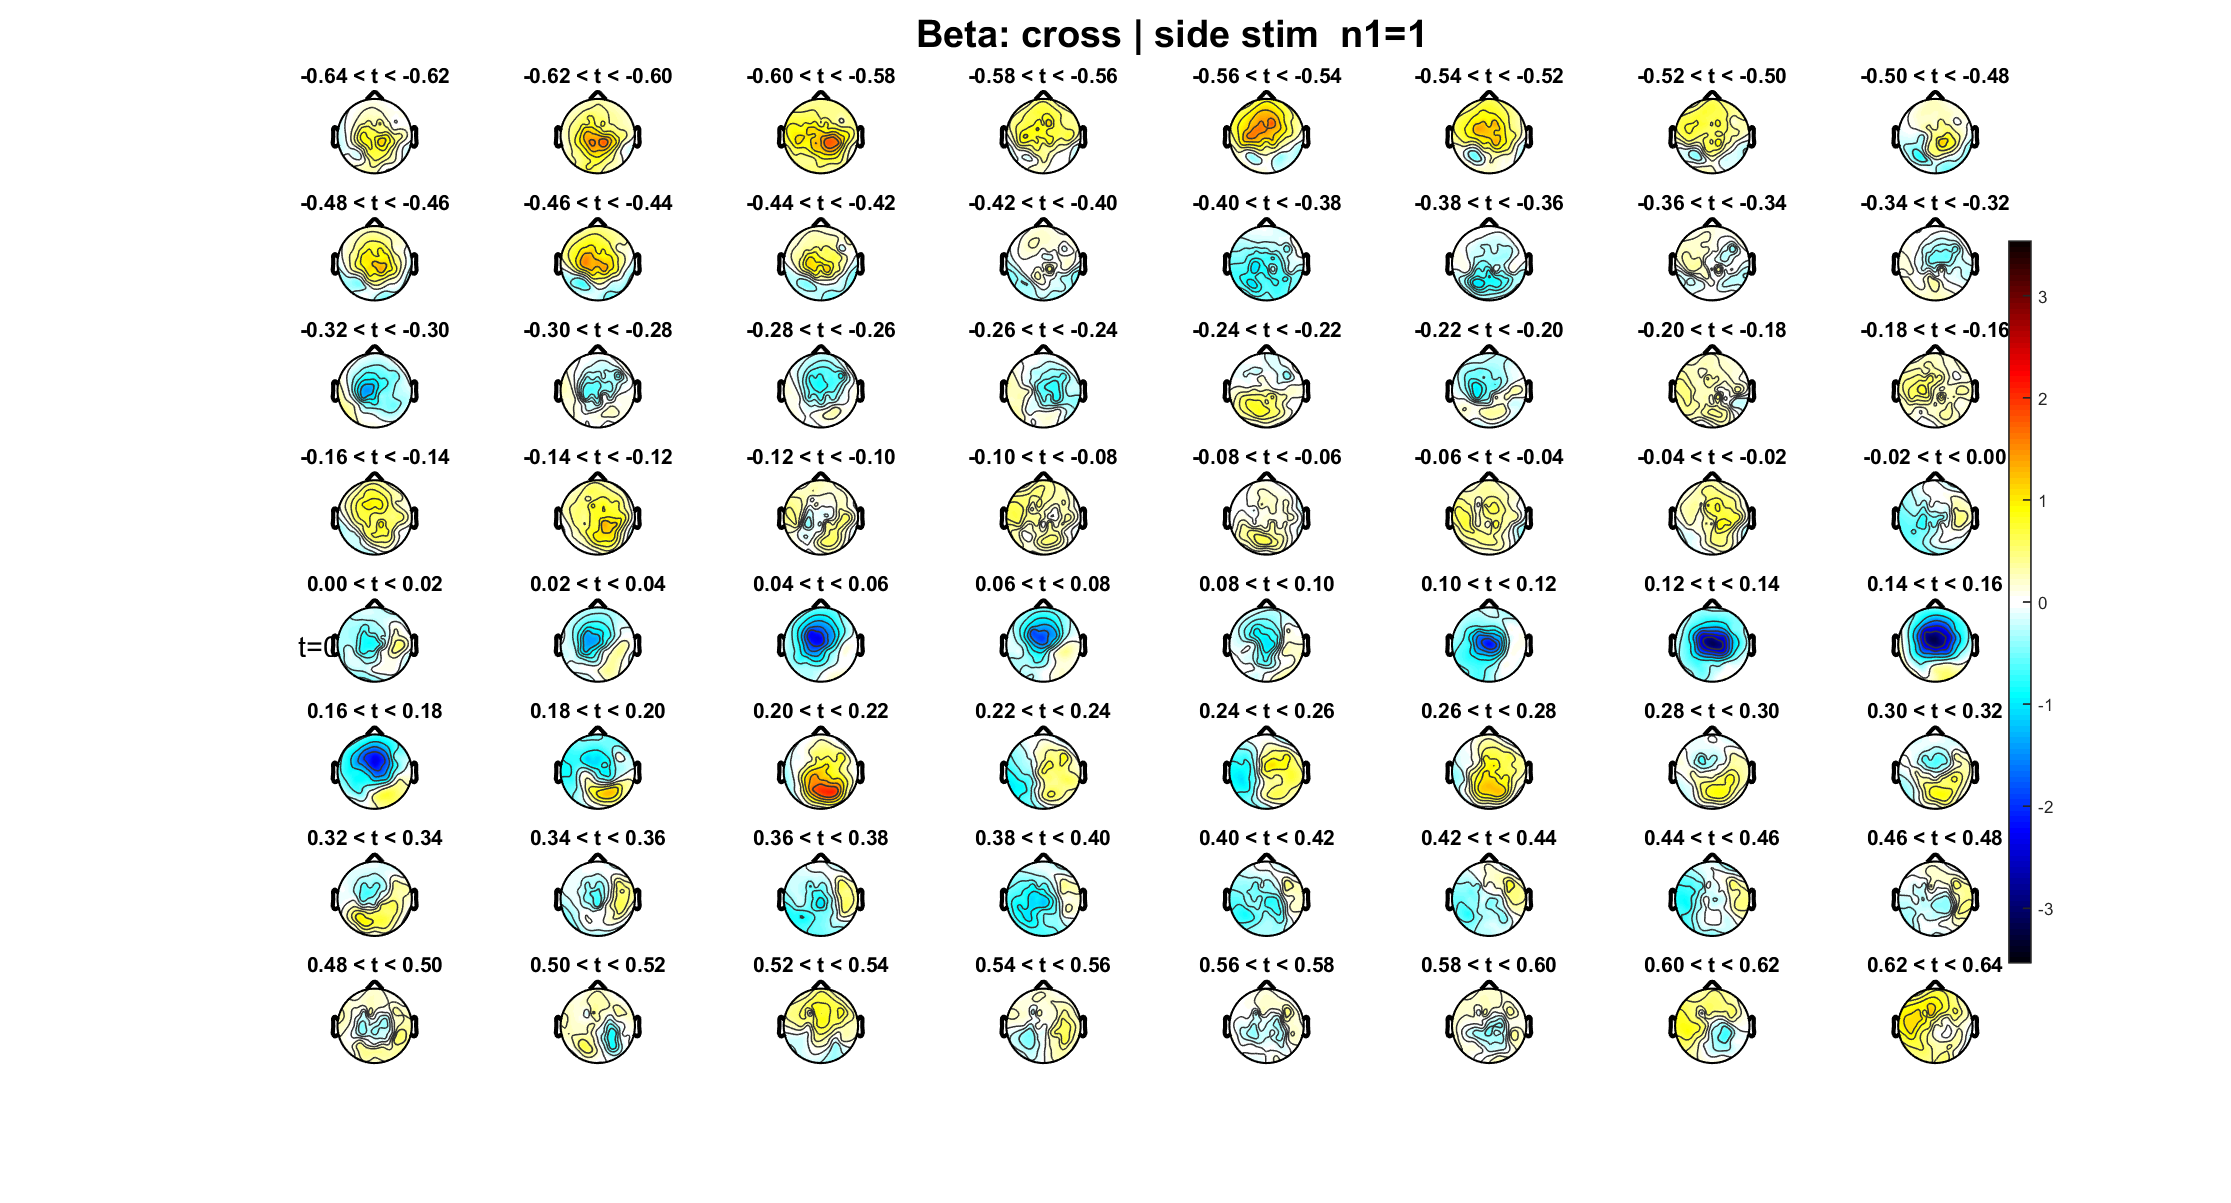 Beta: cross | side stim  n1=1
-0.64 < t < -0.62
-0.62 < t < -0.60
-0.60 < t < -0.58
-0.58 < t < -0.56
-0.56 < t < -0.54
-0.54 < t < -0.52
-0.52 < t < -0.50
-0.50 < t < -0.48
-0.48 < t < -0.46
-0.46 < t < -0.44
-0.44 < t < -0.42
-0.42 < t < -0.40
-0.40 < t < -0.38
-0.38 < t < -0.36
-0.36 < t < -0.34
-0.34 < t < -0.32
-0.32 < t < -0.30
-0.30 < t < -0.28
-0.28 < t < -0.26
-0.26 < t < -0.24
-0.24 < t < -0.22
-0.22 < t < -0.20
-0.20 < t < -0.18
-0.18 < t < -0.16
-0.16 < t < -0.14
-0.14 < t < -0.12
-0.12 < t < -0.10
-0.10 < t < -0.08
-0.08 < t < -0.06
-0.06 < t < -0.04
-0.04 < t < -0.02
-0.02 < t < 0.00
0.00 < t < 0.02
0.02 < t < 0.04
0.04 < t < 0.06
0.06 < t < 0.08
0.08 < t < 0.10
0.10 < t < 0.12
0.12 < t < 0.14
0.14 < t < 0.16
t=0
0.16 < t < 0.18
0.18 < t < 0.20
0.20 < t < 0.22
0.22 < t < 0.24
0.24 < t < 0.26
0.26 < t < 0.28
0.28 < t < 0.30
0.30 < t < 0.32
0.32 < t < 0.34
0.34 < t < 0.36
0.36 < t < 0.38
0.38 < t < 0.40
0.40 < t < 0.42
0.42 < t < 0.44
0.44 < t < 0.46
0.46 < t < 0.48
0.48 < t < 0.50
0.50 < t < 0.52
0.52 < t < 0.54
0.54 < t < 0.56
0.56 < t < 0.58
0.58 < t < 0.60
0.60 < t < 0.62
0.62 < t < 0.64
3
2
1
0
-1
-2
-3